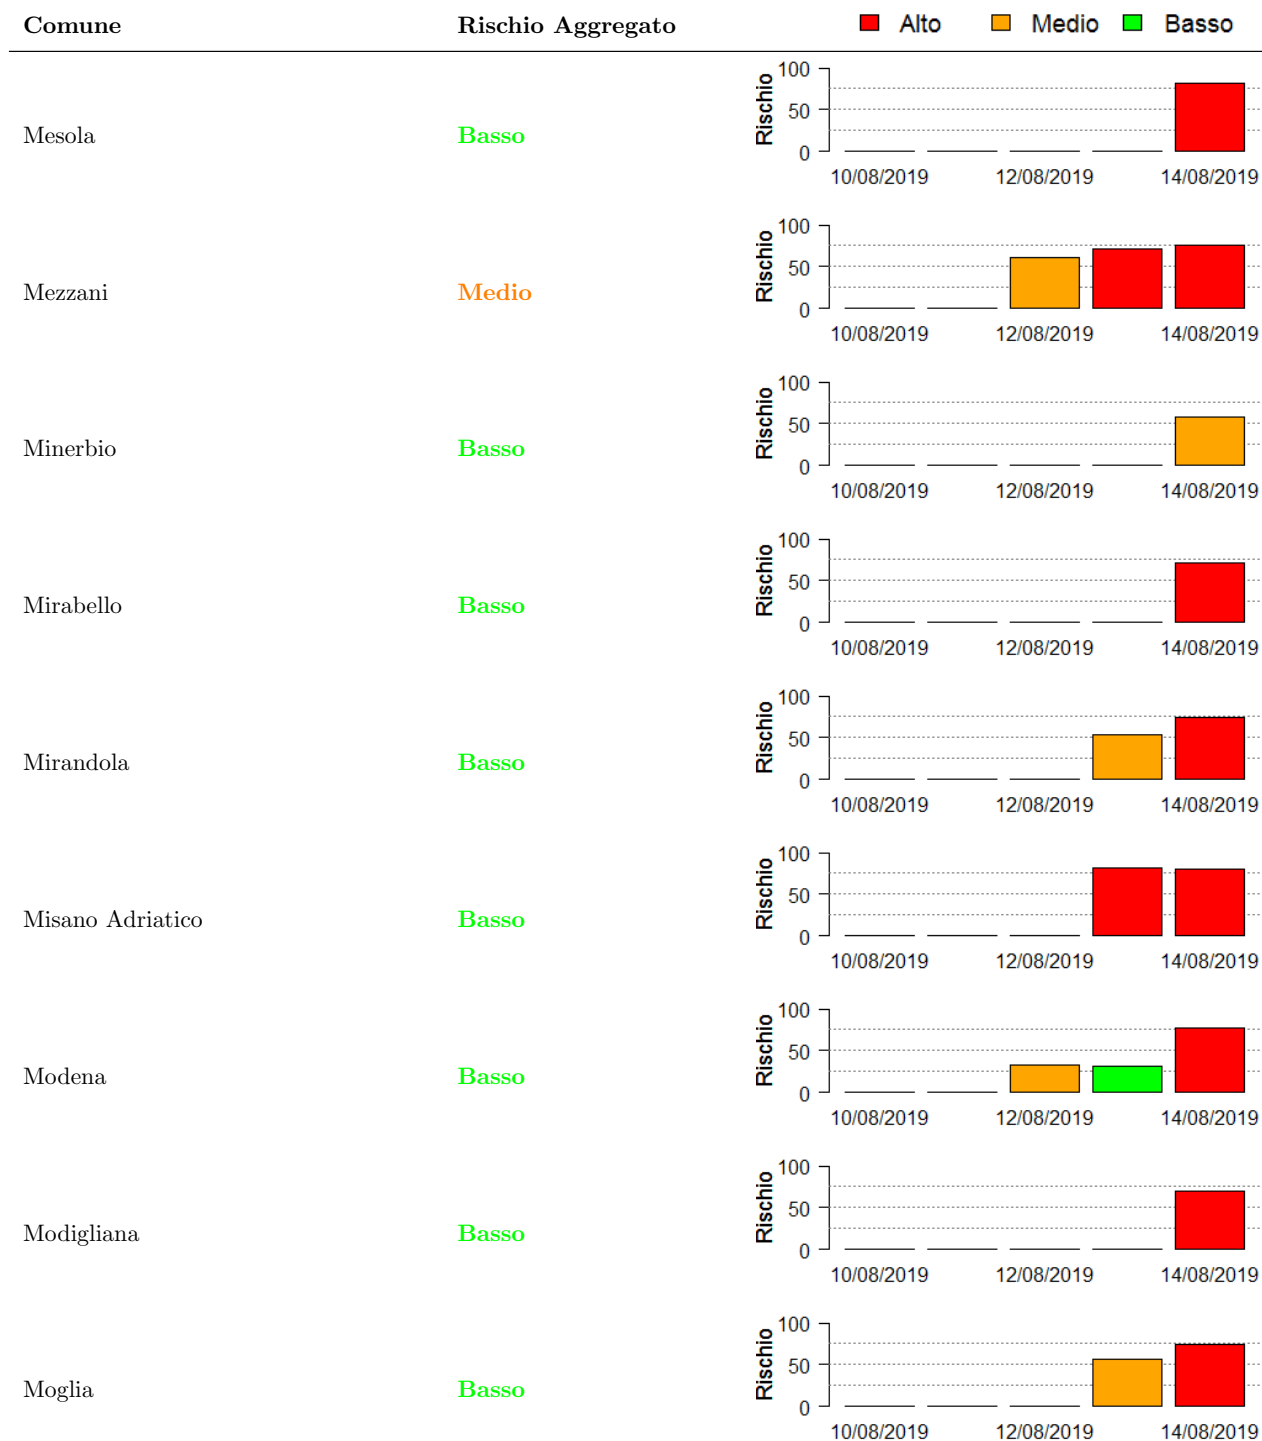 Comune Rischio Aggregato Alto Medio Basso
Mesola Basso
Rischio
100
50
0
10/08/2019 12/08/2019 14/08/2019
Mezzani Medio
Rischio
100
50
0
10/08/2019 12/08/2019 14/08/2019
Minerbio Basso
Rischio
100
50
0
10/08/2019 12/08/2019 14/08/2019
Mirabello Basso
Rischio
100
50
0
10/08/2019 12/08/2019 14/08/2019
Mirandola Basso
Rischio
100
50
0
10/08/2019 12/08/2019 14/08/2019
Misano Adriatico Basso
Rischio
100
50
0
10/08/2019 12/08/2019 14/08/2019
Modena Basso
Rischio
100
50
0
10/08/2019 12/08/2019 14/08/2019
Modigliana Basso
Rischio
100
50
0
10/08/2019 12/08/2019 14/08/2019
Moglia Basso
Rischio
100
50
0
10/08/2019 12/08/2019 14/08/2019